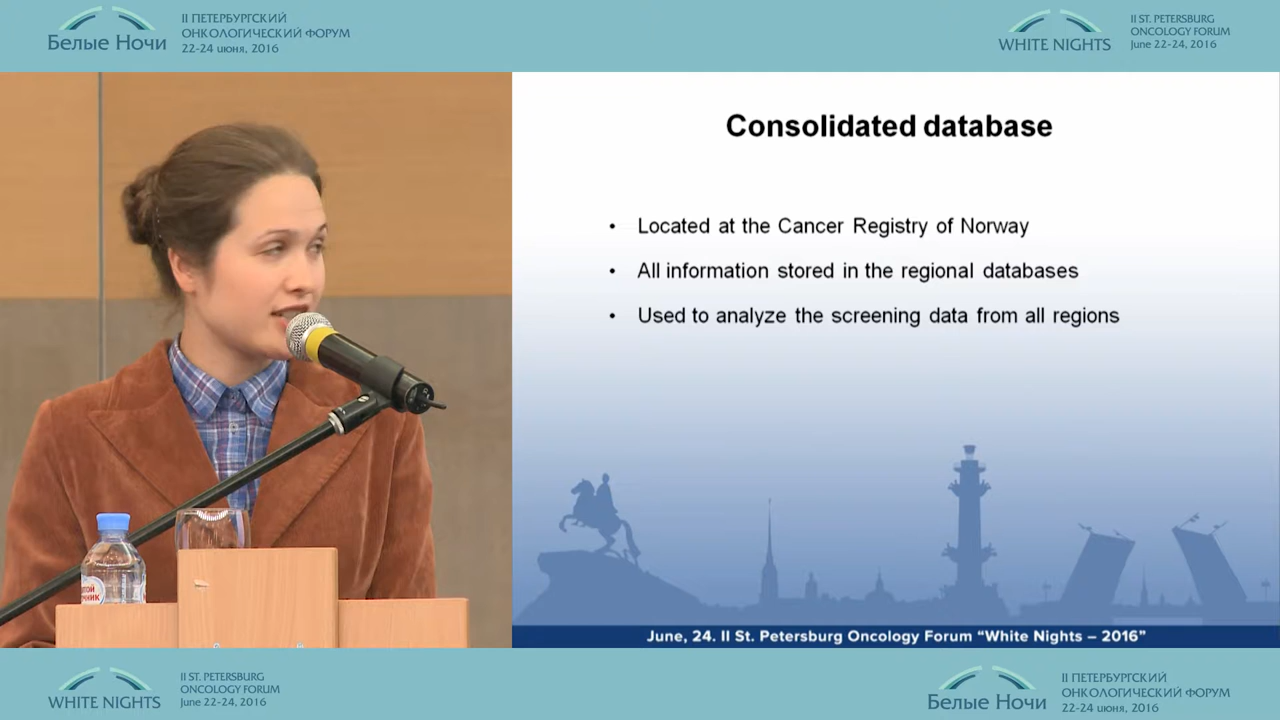 II ПЕТЕРБУРГСКИЙ
ОНКОЛОГИЧЕСКИЙ ФОРУМ
22-24 июня, 2016
Белые Ночи
II ST. PETERSBURG
ONCOLOGY FORUM
June 22-24, 2016
WHITE NIGHTS
Consolidated database
• Located at the Cancer Registry of Norway
• All information stored in the regional databases
• Used to analyze the screening data from all regions
June, 24. II St. Petersburg Oncology Forum “White Nights – 2016”
II ST. PETERSBURG
ONCOLOGY FORUM
June 22-24, 2016
WHITE NIGHTS
II ПЕТЕРБУРГСКИЙ
ОНКОЛОГИЧЕСКИЙ ФОРУМ
22-24 июня, 2016
Белые Ночи